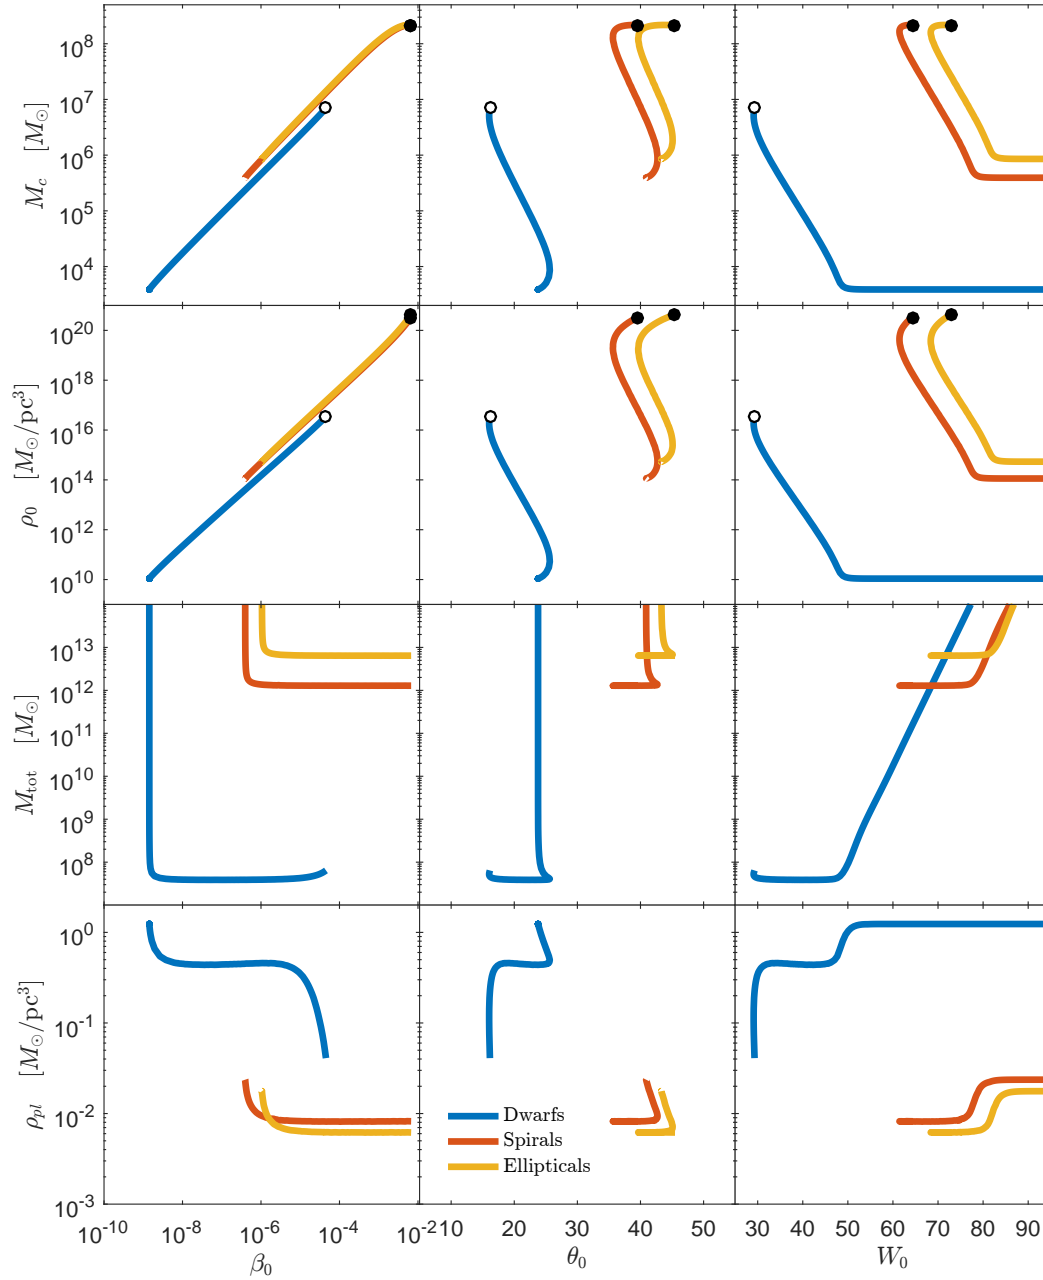 10^8
10^7
10^6
10^5
10^4
M_c [M_⊙]
10^20
10^18
10^16
10^14
10^12
10^10
ρ_0 [M_⊙/pc^3]
10^13
10^12
10^11
10^10
10^9
10^8
M_tot [M_⊙]
10^0
10^-1
10^-2
10^-3
ρ_pl [M_⊙/pc^3]
Dwarfs
Spirals
Ellipticals
10^-10 10^-8 10^-6 10^-4 10^-2
10 20 30 40 50
30 40 50 60 70 80 90
β_0 θ_0 W_0